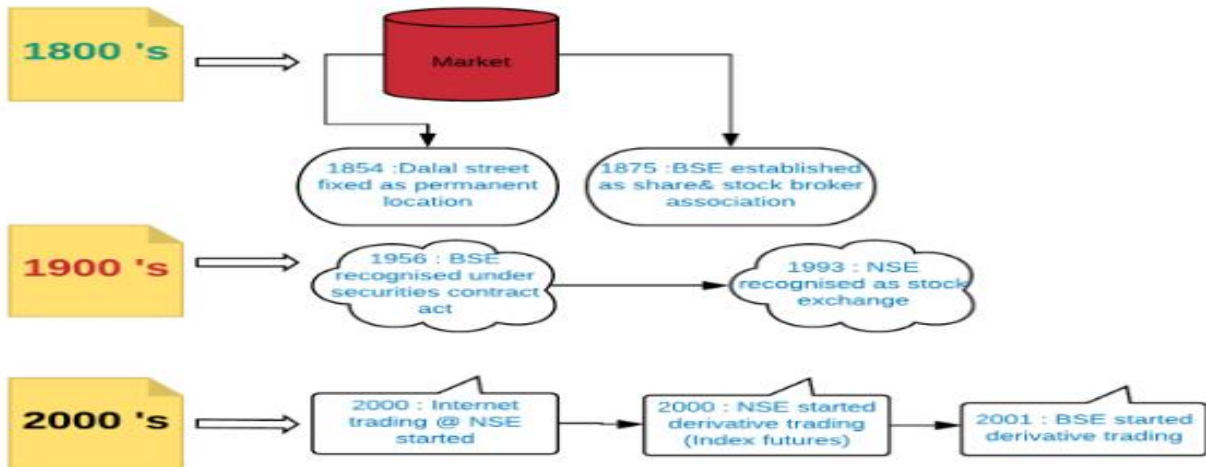 1800 's
Market
1854 :Dalal street
fixed as permanent
location
1875 :BSE established
as share& stock broker
association
1900 's
1956 : BSE
recognised under
securities contract
act
1993 : NSE
recognised as stock
exchange
2000 's
2000 : Internet
trading @ NSE
started
2000 : NSE started
derivative trading
(Index futures)
2001 : BSE started
derivative trading